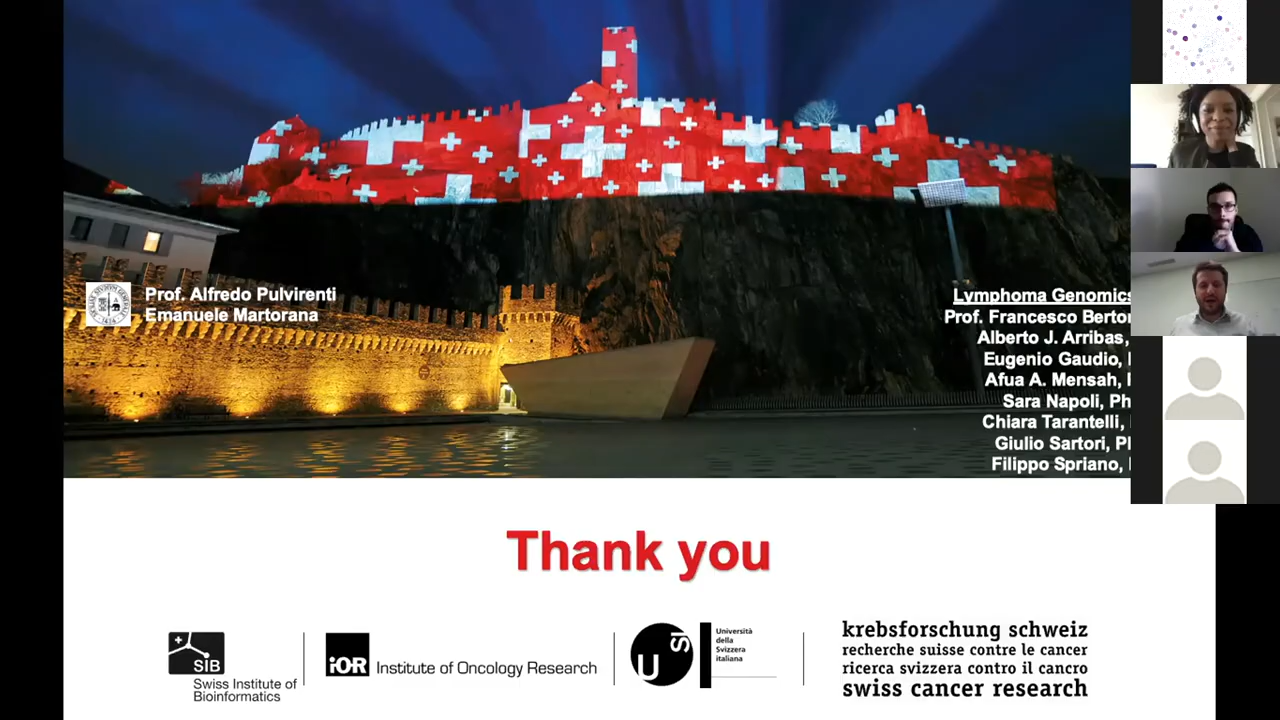 Prof. Alfredo Pulvirenti
Emanuele Martorana
Lymphoma Genomics
Prof. Francesco
Alberto J. Arribas,
Eugenio Gaudio,
Afua A. Mensah,
Sara Napoli,
Chiara Tarantelli,
Giulio Sartori,
Filippo Spriano,
Thank you
SIB
Swiss Institute of
Bioinformatics
iOR
Institute of Oncology Research
USI
Università
della
Svizzera
italiana
krebsforschung schweiz
recherche suisse contre le cancer
ricerca svizzera contro il cancro
swiss cancer research